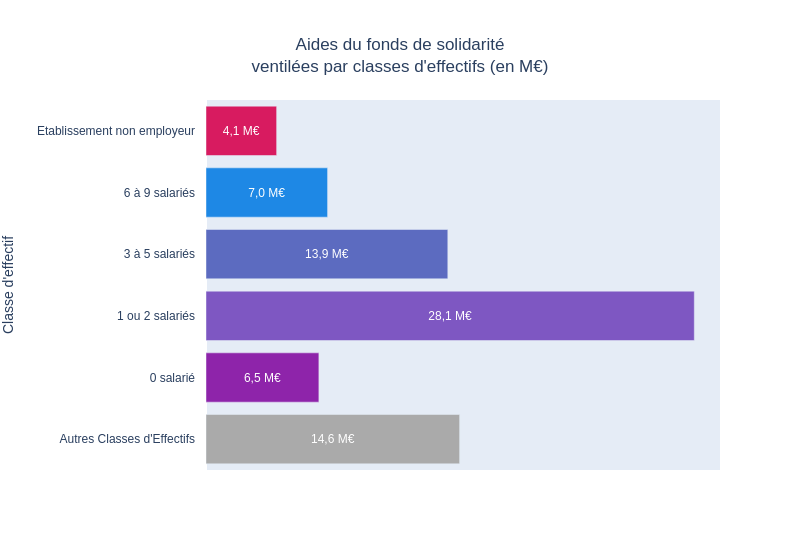 Aides du fonds de solidarité
ventilées par classes d'effectifs (en M€)
Classe d'effectif
Etablissement non employeur
4,1 M€
6 à 9 salariés
7,0 M€
3 à 5 salariés
13,9 M€
1 ou 2 salariés
28,1 M€
0 salarié
6,5 M€
Autres Classes d'Effectifs
14,6 M€